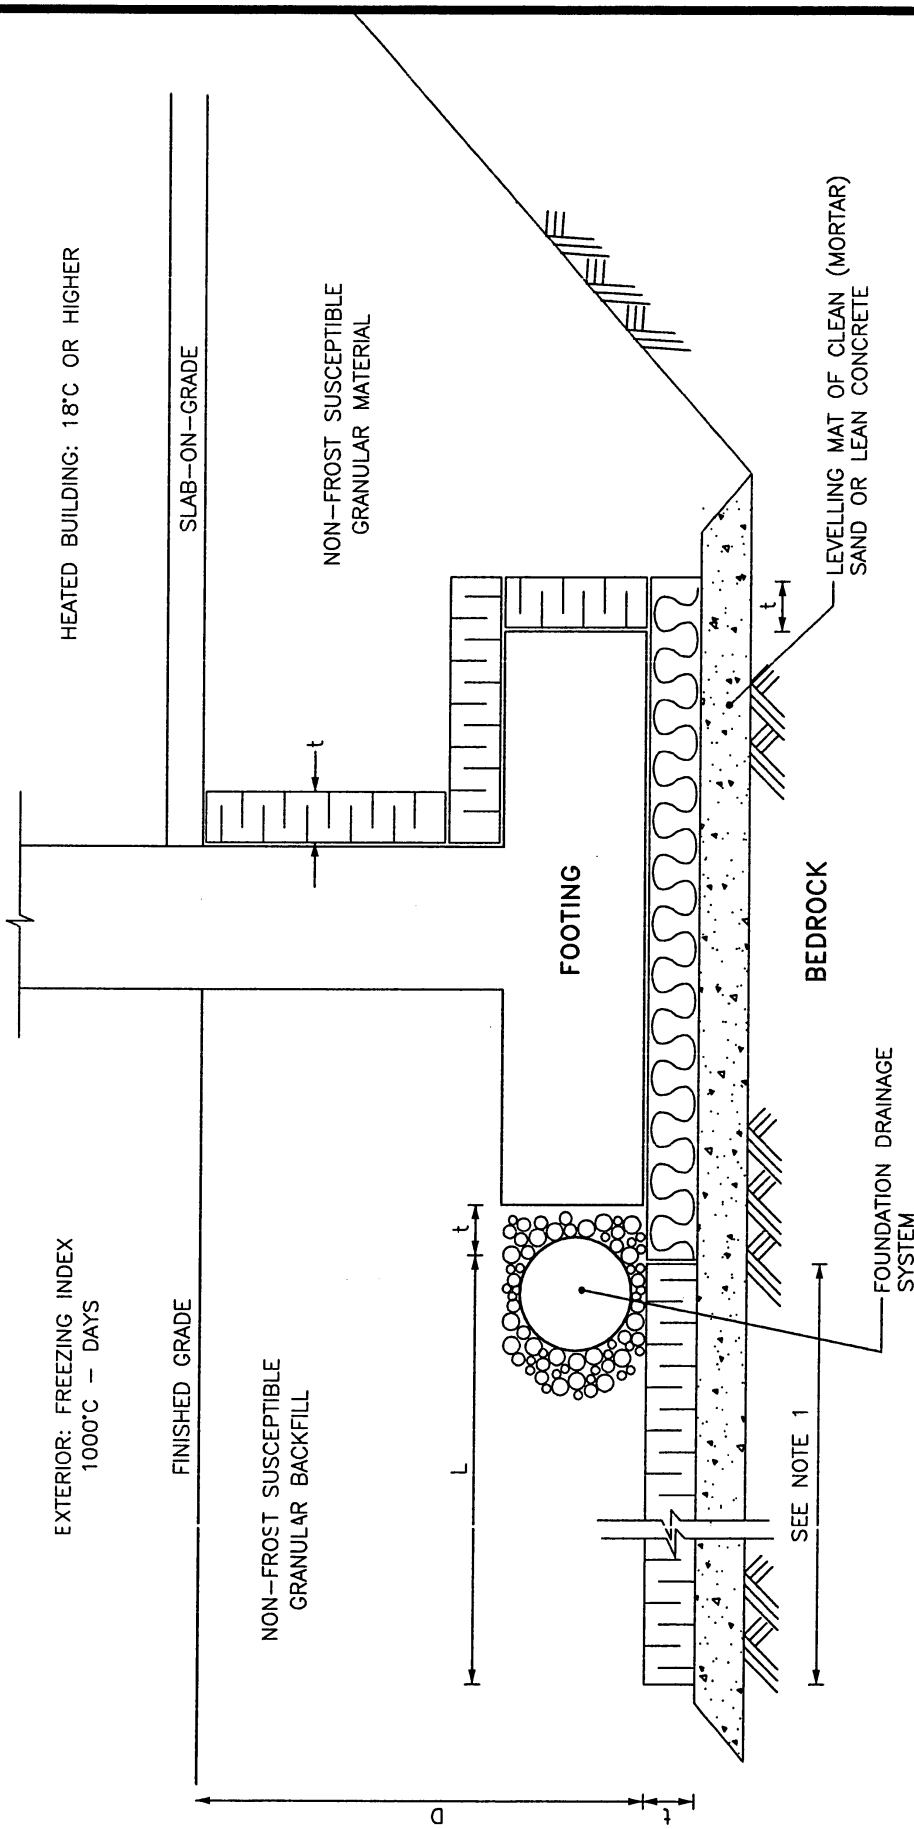 EXTERIOR: FREEZING INDEX
1000°C - DAYS
HEATED BUILDING: 18°C OR HIGHER
FINISHED GRADE
SLAB-ON-GRADE
NON-FROST SUSCEPTIBLE
GRANULAR BACKFILL
NON-FROST SUSCEPTIBLE
GRANULAR MATERIAL
t
D
L
t
FOOTING
t
t
SEE NOTE 1
BEDROCK
LEVELLING MAT OF CLEAN (MORTAR)
SAND OR LEAN CONCRETE
FOUNDATION DRAINAGE
SYSTEM